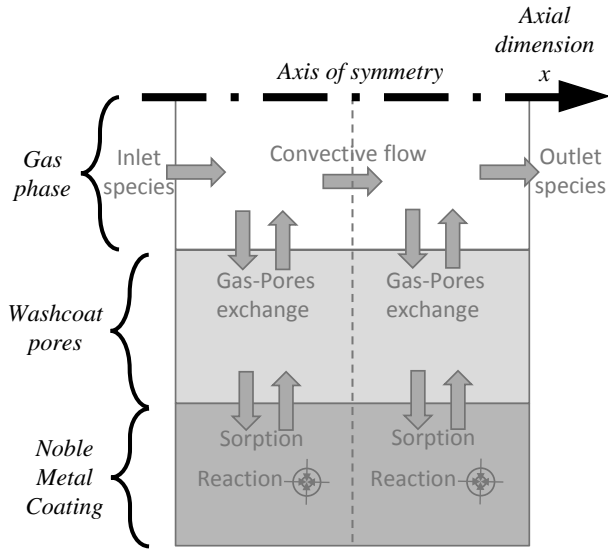 Axial
dimension
x
Axis of symmetry
Gas
phase
Inlet
species
Convective flow
Outlet
species
Gas-Pores
exchange
Gas-Pores
exchange
Washcoat
pores
Sorption
Sorption
Noble
Metal
Coating
Reaction
Reaction